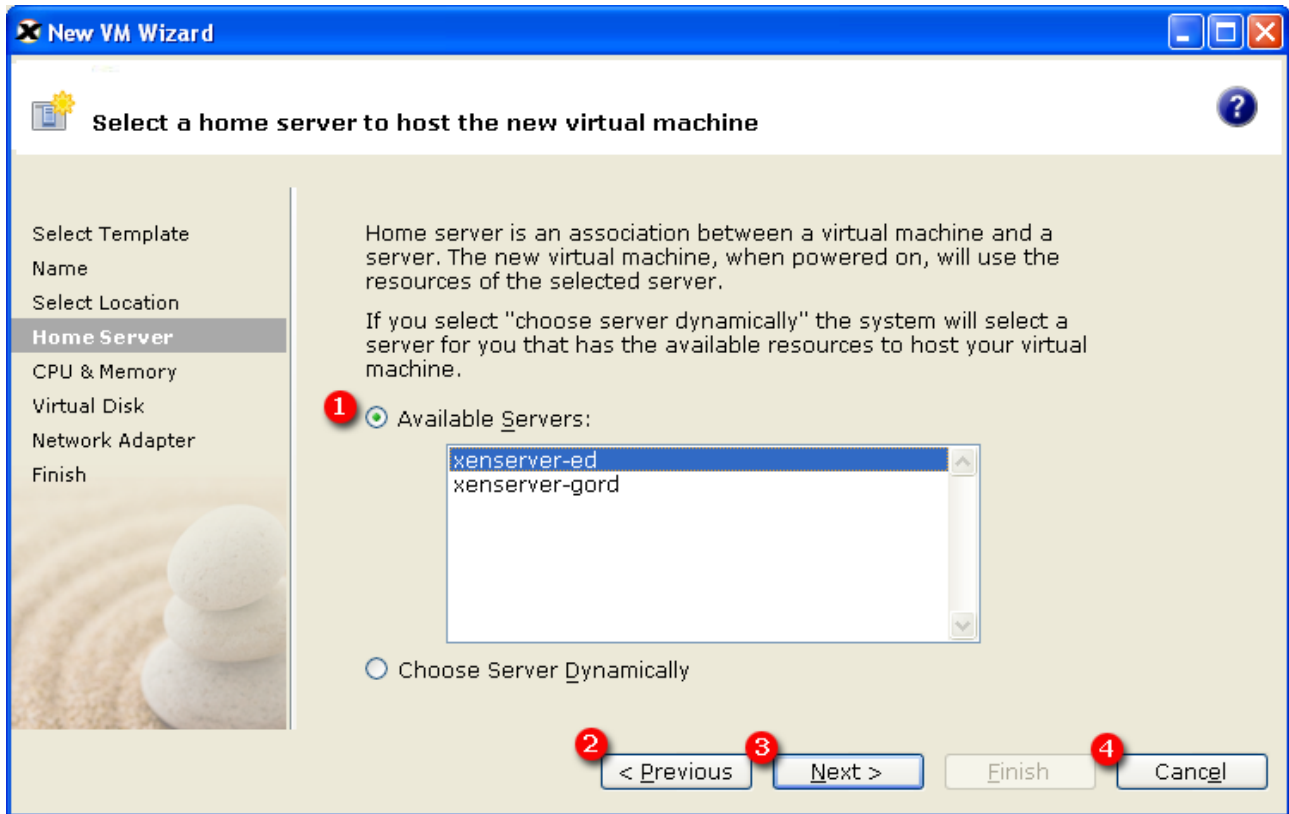 New VM Wizard
Select a home server to host the new virtual machine
?
Select Template
Name
Select Location
Home Server
CPU & Memory
Virtual Disk
Network Adapter
Finish
Home server is an association between a virtual machine and a
server. The new virtual machine, when powered on, will use the
resources of the selected server.
If you select "choose server dynamically" the system will select a
server for you that has the available resources to host your virtual
machine.
1 Available Servers:
xenserver-ed
xenserver-gord
Choose Server Dynamically
2 < Previous 3 Next > Finish 4 Cancel